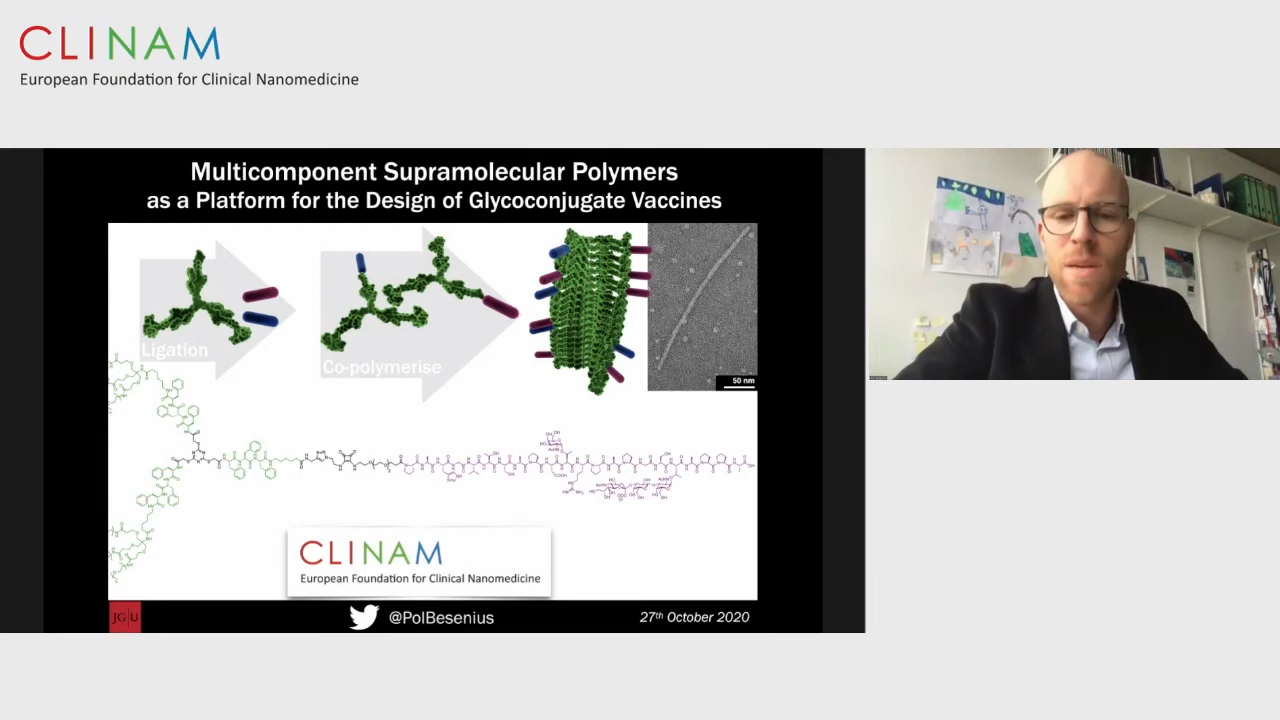 CLINAM
European Foundation for Clinical Nanomedicine
Multicomponent Supramolecular Polymers
as a Platform for the Design of Glycoconjugate Vaccines
Ligation
Co-polymerise
50 nm
CLINAM
European Foundation for Clinical Nanomedicine
JG|U
@PolBesenius
27th October 2020